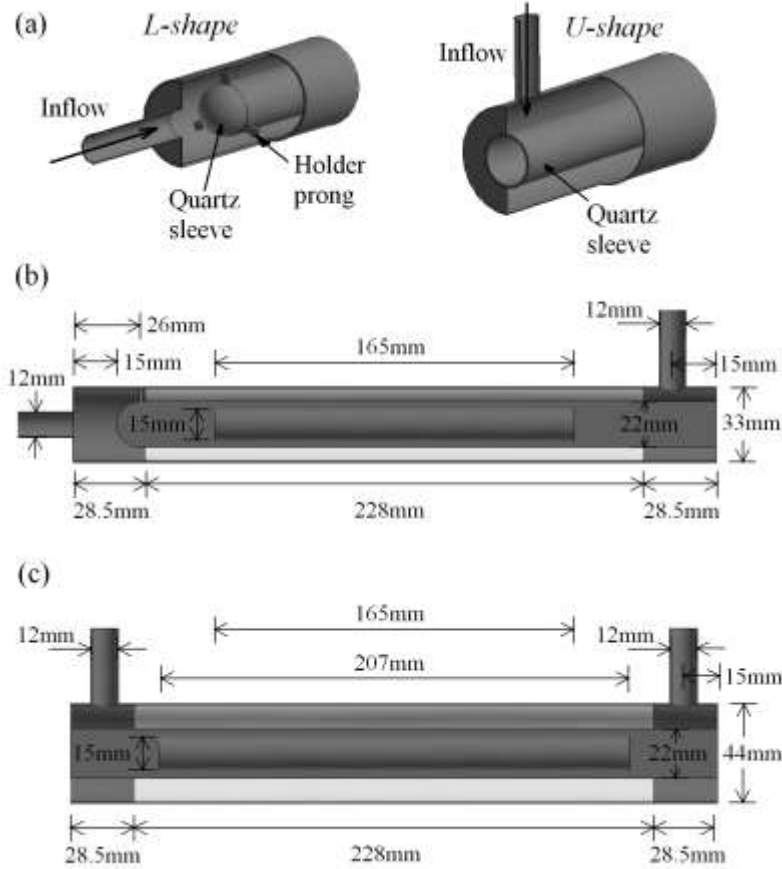 (a)
L-shape
U-shape
Inflow
Inflow
Holder
prong
Quartz
sleeve
Quartz
sleeve
(b)
26mm
12mm
15mm
165mm
15mm
12mm
15mm
22mm
33mm
28.5mm
228mm
28.5mm
(c)
165mm
12mm
12mm
207mm
15mm
15mm
22mm
44mm
28.5mm
228mm
28.5mm